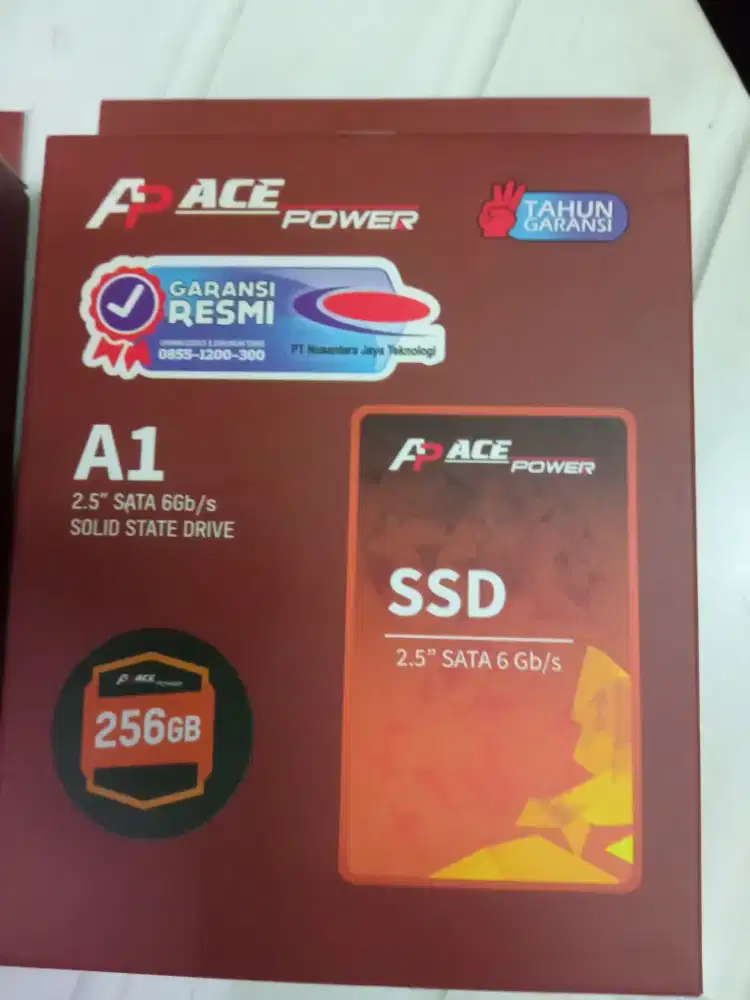 AP ACE POWER
TAHUN
GARANSI
GARANSI
RESMI
0855-1200-300
PT Nusantara Jaya Teknologi
A1
2.5” SATA 6Gb/s
SOLID STATE DRIVE
AP ACE POWER
SSD
2.5” SATA 6 Gb/s
AP ACE POWER
256GB